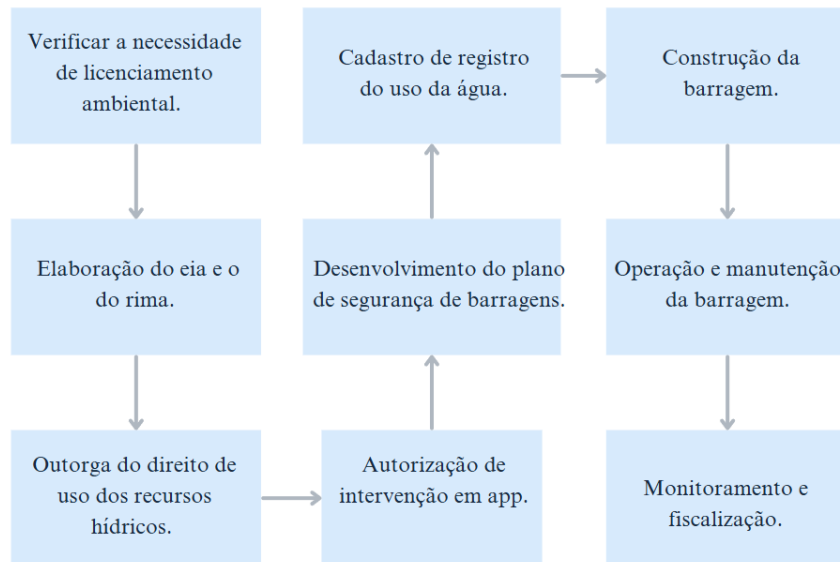 Verificar a necessidade
de licenciamento
ambiental.
Elaboração do eia e o
do rima.
Outorga do direito de
uso dos recursos
hídricos.
Autorização de
intervenção em app.
Desenvolvimento do plano
de segurança de barragens.
Cadastro de registro
do uso da água.
Construção da
barragem.
Operação e manutenção
da barragem.
Monitoramento e
fiscalização.